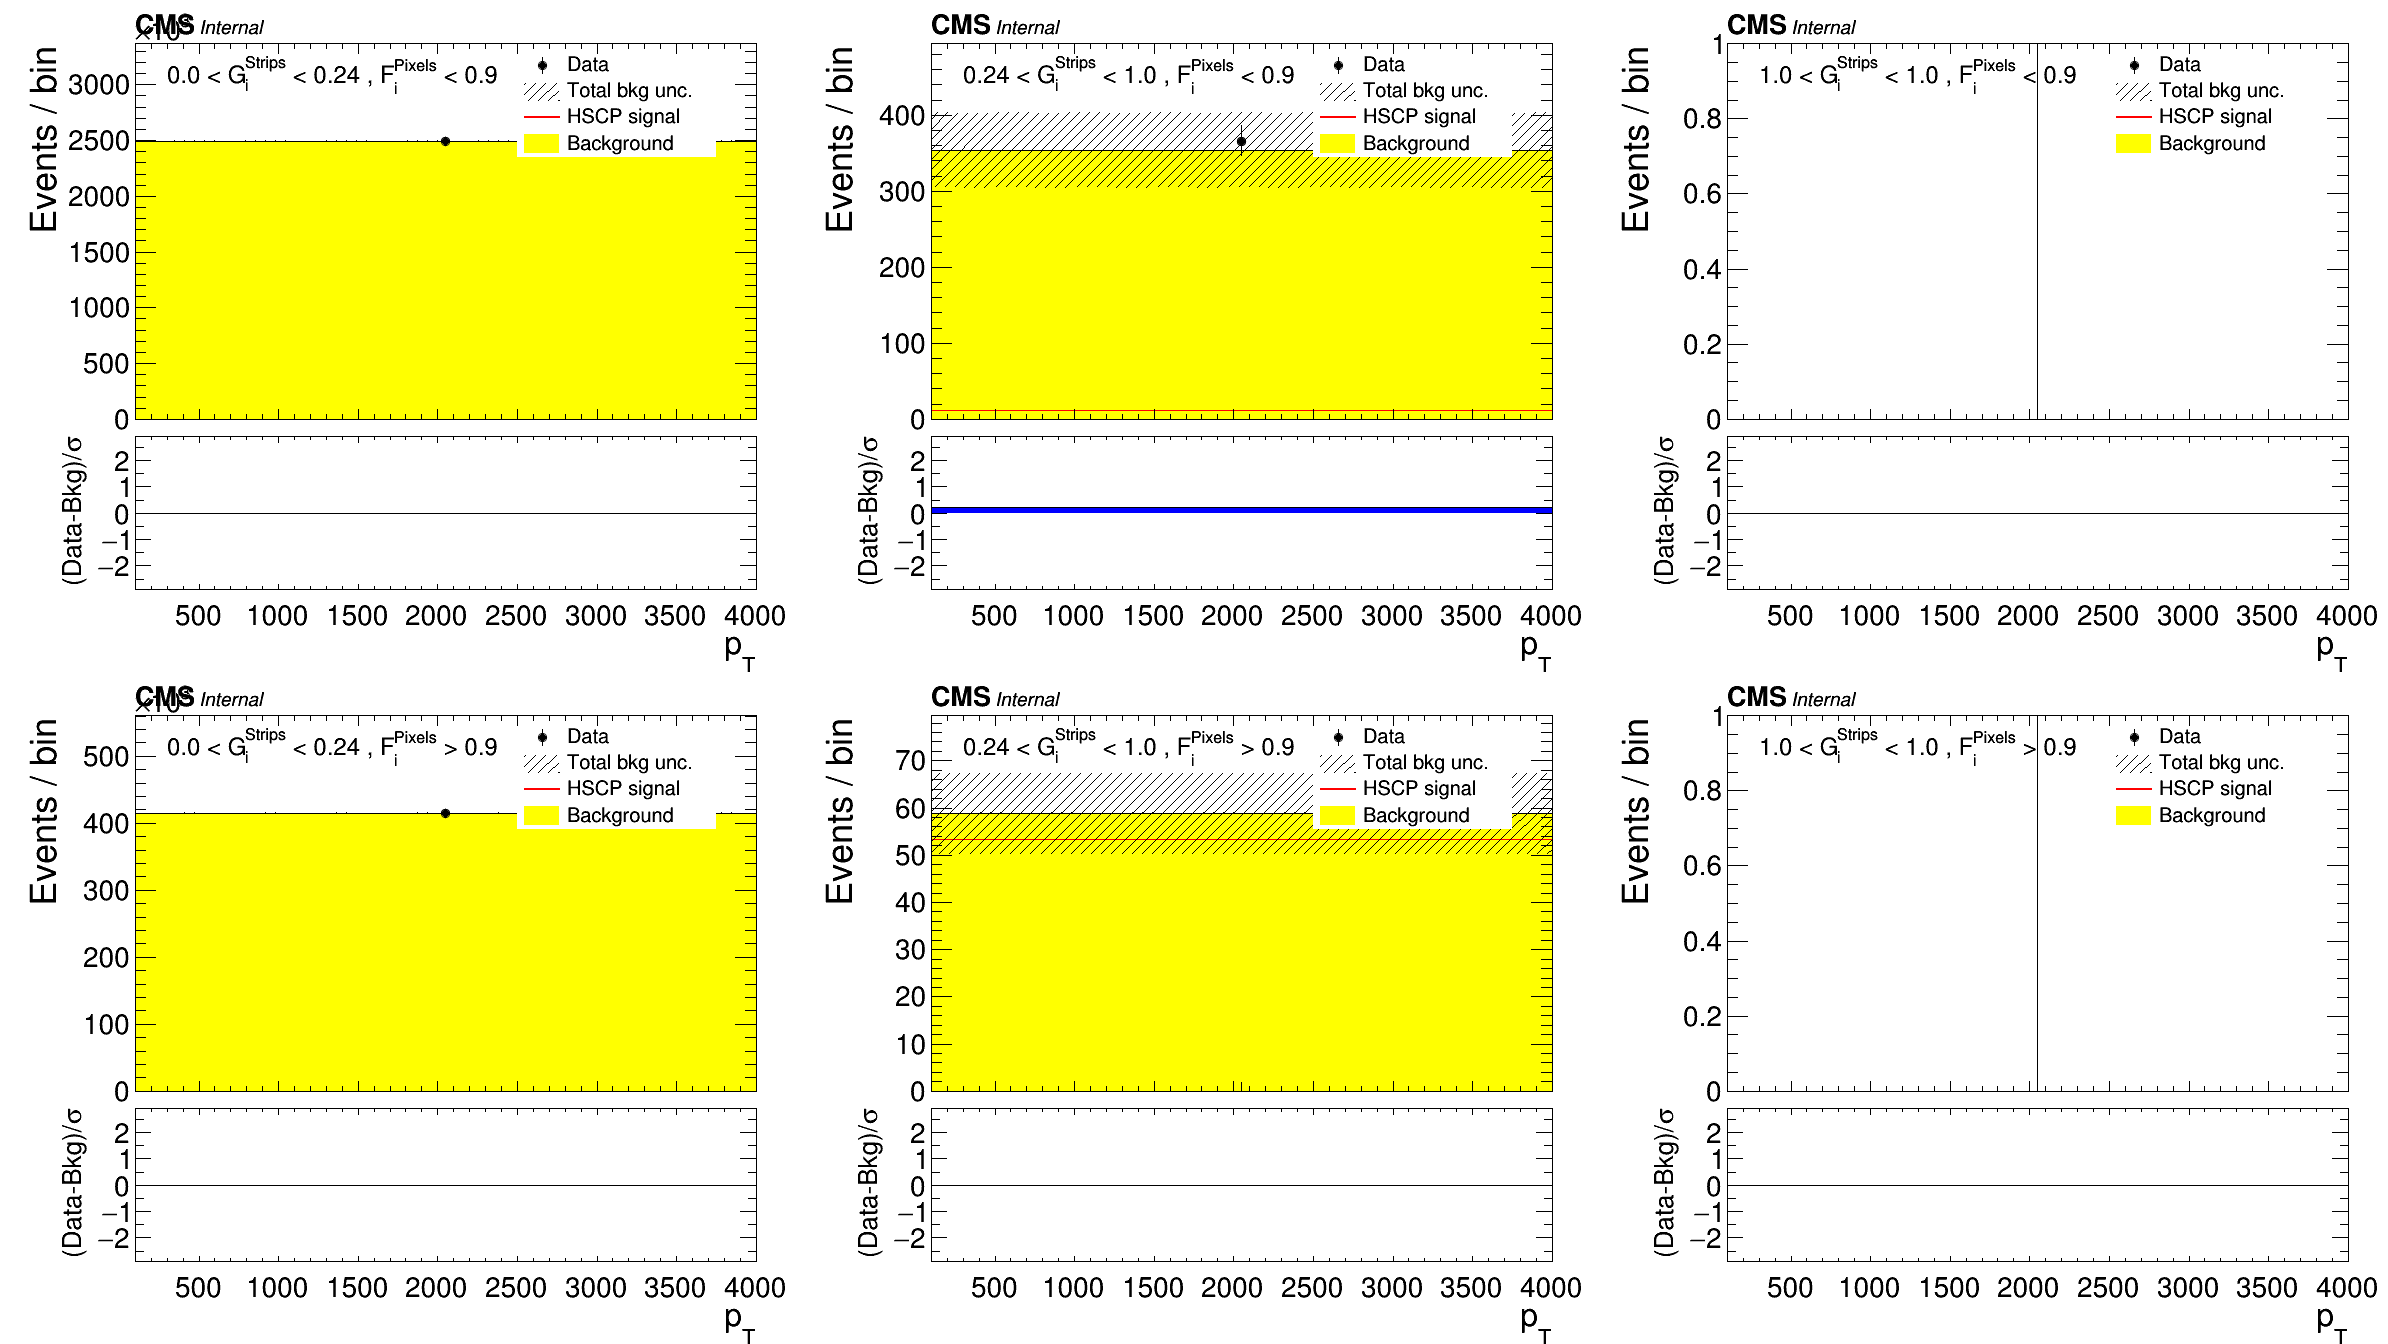 CMS Internal
Events / bin
0.0 < G_i^Strips < 0.24 , F_i^Pixels < 0.9
Data
Total bkg unc.
HSCP signal
Background
3000
2500
2000
1500
1000
500
0
(Data-Bkg)/σ
2
1
0
−1
−2
500 1000 1500 2000 2500 3000 3500 4000
p_T
CMS Internal
Events / bin
0.24 < G_i^Strips < 1.0 , F_i^Pixels < 0.9
Data
Total bkg unc.
HSCP signal
Background
400
300
200
100
0
(Data-Bkg)/σ
2
1
0
−1
−2
500 1000 1500 2000 2500 3000 3500 4000
p_T
CMS Internal
Events / bin
1.0 < G_i^Strips < 1.0 , F_i^Pixels < 0.9
Data
Total bkg unc.
HSCP signal
Background
1
0.8
0.6
0.4
0.2
0
(Data-Bkg)/σ
2
1
0
−1
−2
500 1000 1500 2000 2500 3000 3500 4000
p_T
CMS Internal
Events / bin
0.0 < G_i^Strips < 0.24 , F_i^Pixels > 0.9
Data
Total bkg unc.
HSCP signal
Background
500
400
300
200
100
0
(Data-Bkg)/σ
2
1
0
−1
−2
500 1000 1500 2000 2500 3000 3500 4000
p_T
CMS Internal
Events / bin
0.24 < G_i^Strips < 1.0 , F_i^Pixels > 0.9
Data
Total bkg unc.
HSCP signal
Background
70
60
50
40
30
20
10
0
(Data-Bkg)/σ
2
1
0
−1
−2
500 1000 1500 2000 2500 3000 3500 4000
p_T
CMS Internal
Events / bin
1.0 < G_i^Strips < 1.0 , F_i^Pixels > 0.9
Data
Total bkg unc.
HSCP signal
Background
1
0.8
0.6
0.4
0.2
0
(Data-Bkg)/σ
2
1
0
−1
−2
500 1000 1500 2000 2500 3000 3500 4000
p_T